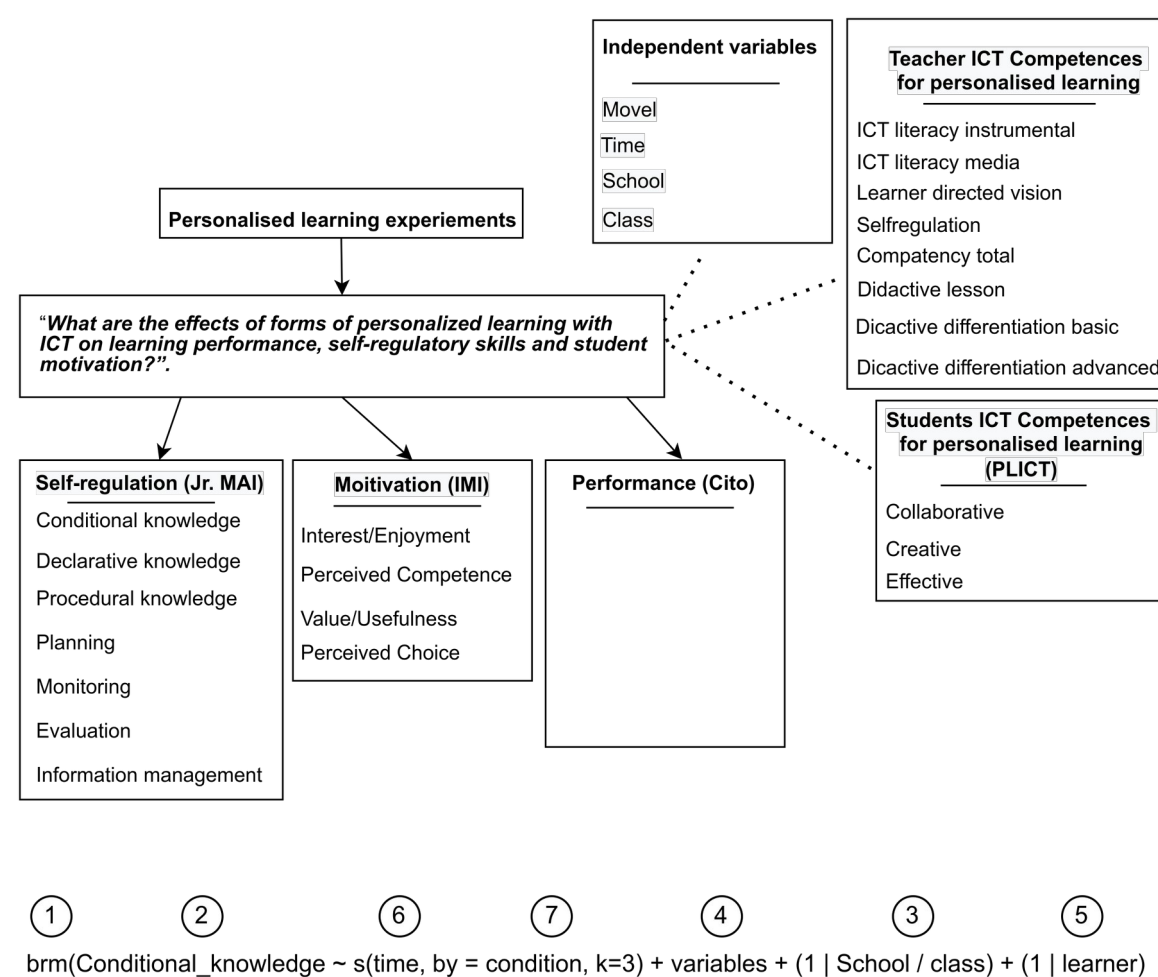 Independent variables
Movel
Time
School
Class
Teacher ICT Competences
for personalised learning
ICT literacy instrumental
ICT literacy media
Learner directed vision
Selfregulation
Compatency total
Didactive lesson
Dicactive differentiation basic
Dicactive differentiation advanced
Personalised learning experiements
“What are the effects of forms of personalized learning with
ICT on learning performance, self-regulatory skills and student
motivation?”.
Students ICT Competences
for personalised learning
(PLICT)
Collaborative
Creative
Effective
Self-regulation (Jr. MAI)
Conditional knowledge
Declarative knowledge
Procedural knowledge
Planning
Monitoring
Evaluation
Information management
Moitivation (IMI)
Interest/Enjoyment
Perceived Competence
Value/Usefulness
Perceived Choice
Performance (Cito)
1 2 6 7 4 3 5
brm(Conditional_knowledge ~ s(time, by = condition, k=3) + variables + (1 | School / class) + (1 | learner)